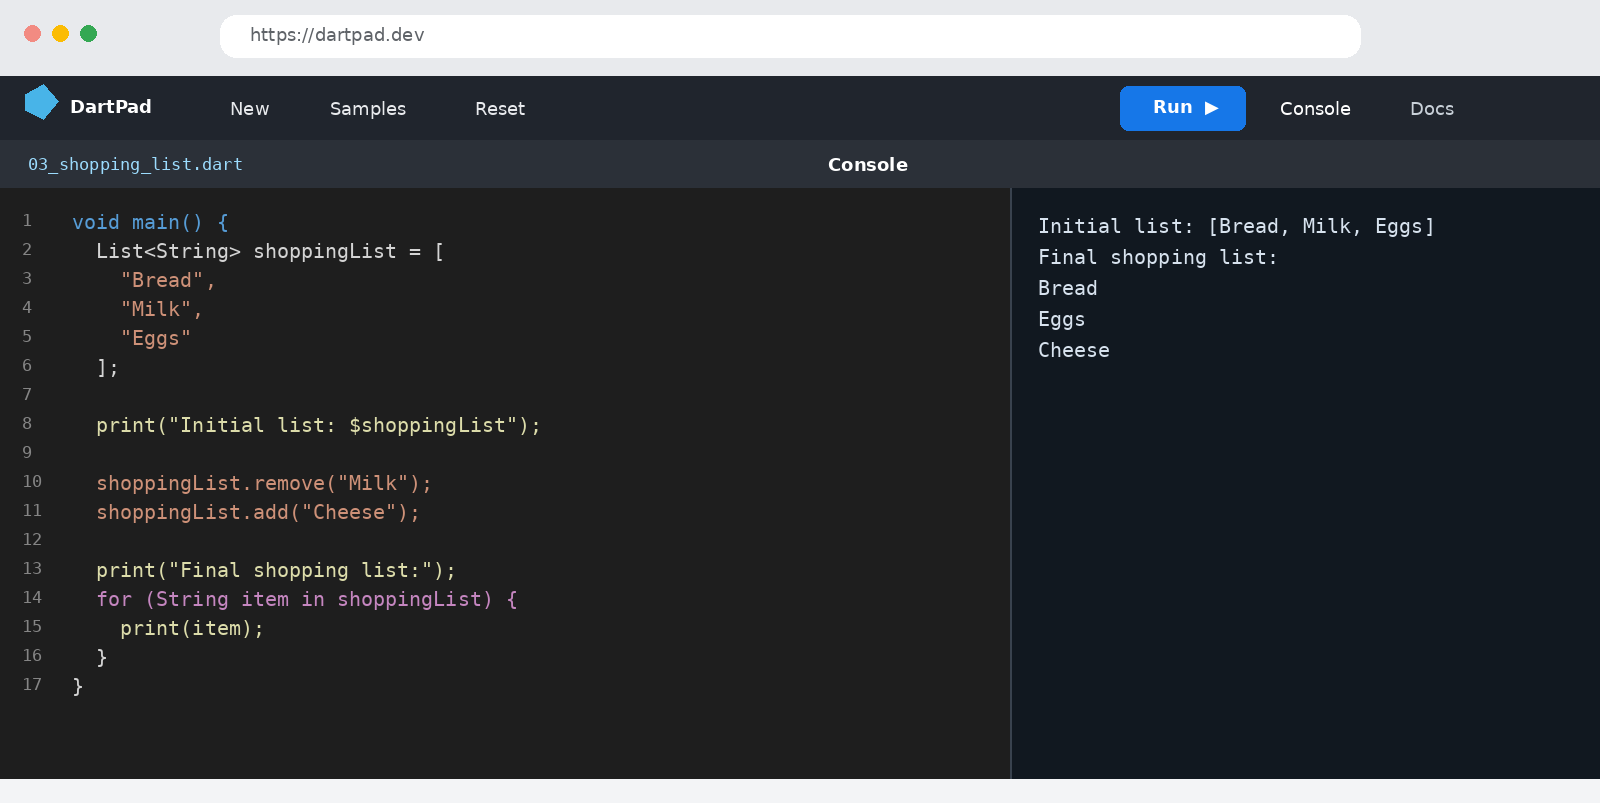 https://dartpad.dev
DartPad New Samples Reset Run ▶ Console Docs
03_shopping_list.dart
Console
1 void main() {
2   List<String> shoppingList = [
3     "Bread",
4     "Milk",
5     "Eggs"
6   ];
7
8   print("Initial list: $shoppingList");
9
10   shoppingList.remove("Milk");
11   shoppingList.add("Cheese");
12
13   print("Final shopping list:");
14   for (String item in shoppingList) {
15     print(item);
16   }
17 }
Initial list: [Bread, Milk, Eggs]
Final shopping list:
Bread
Eggs
Cheese